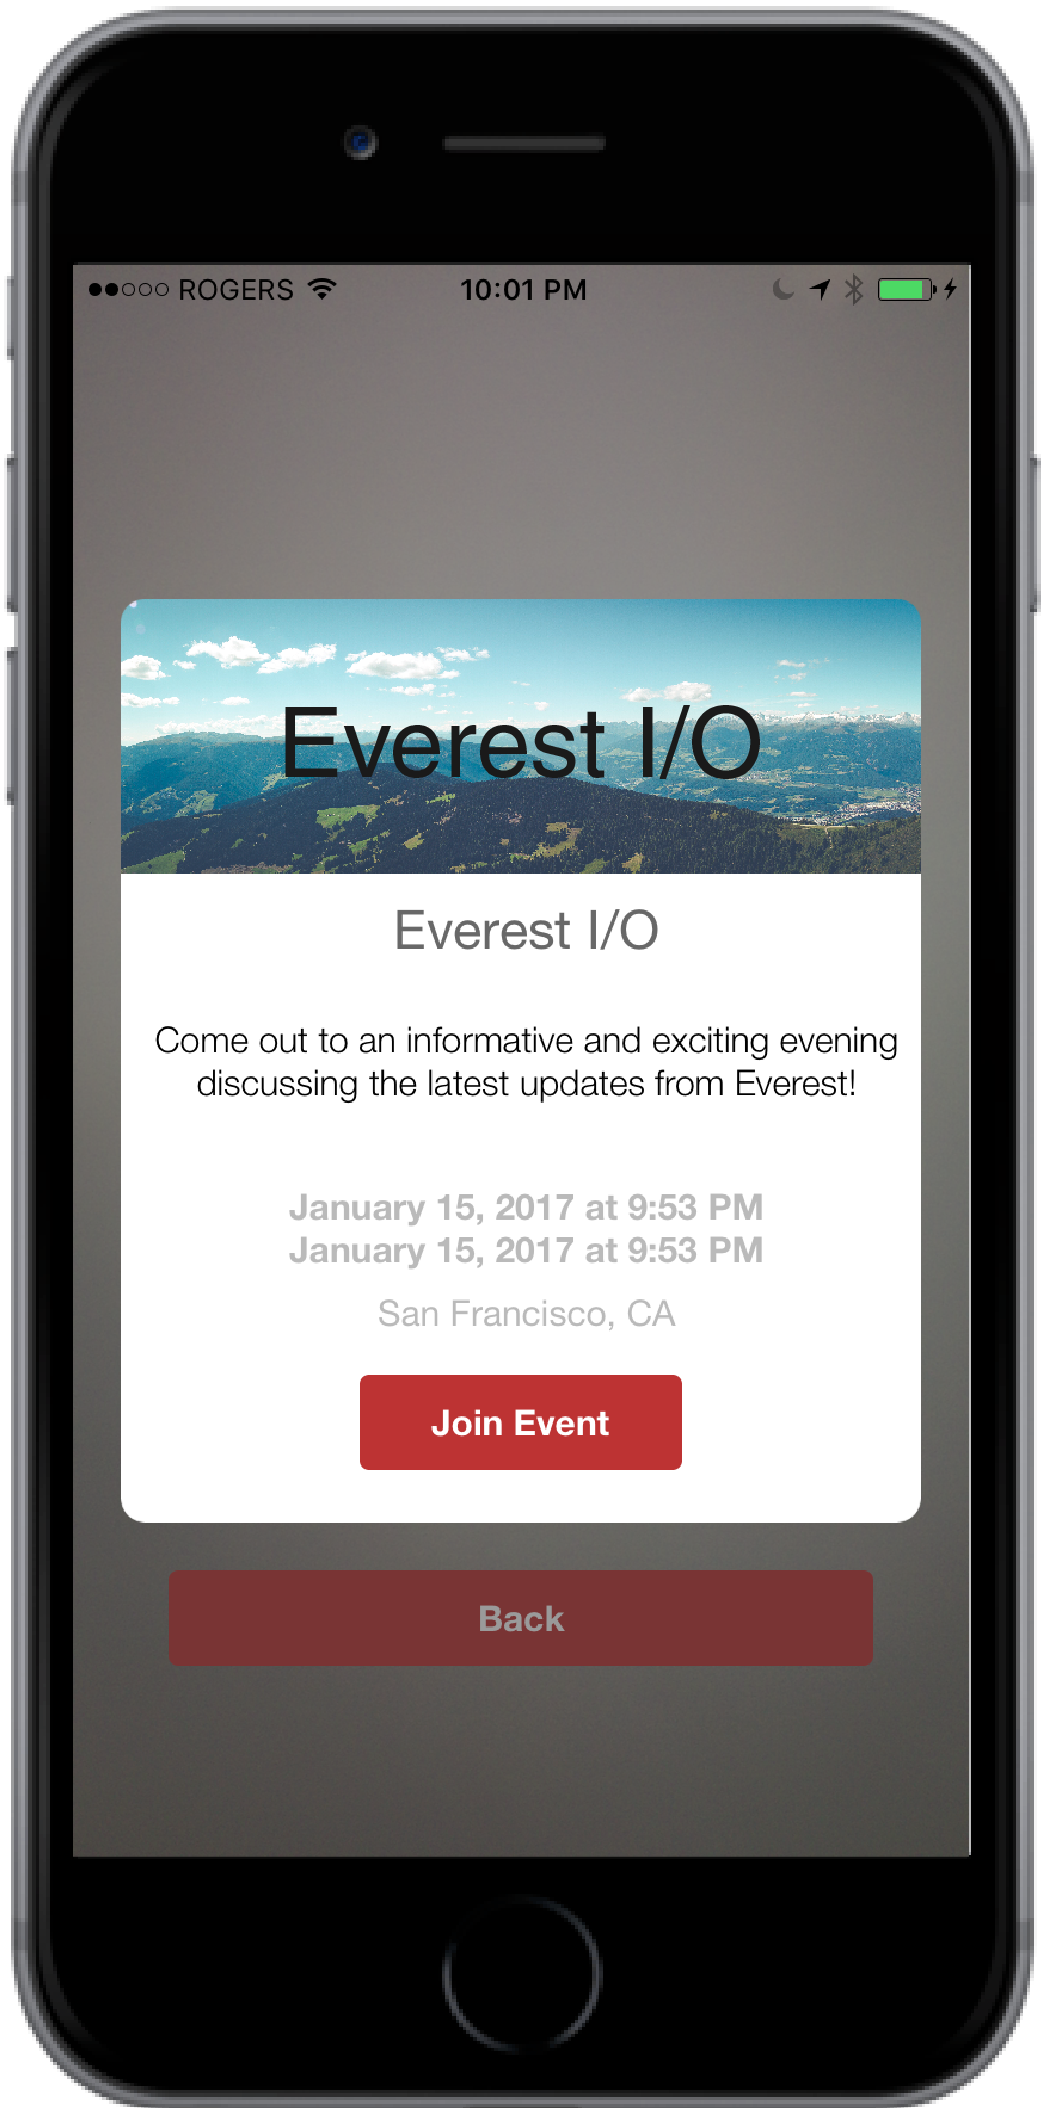 ROGERS
10:01 PM
Everest I/O
Everest I/O
Come out to an informative and exciting evening
discussing the latest updates from Everest!
January 15, 2017 at 9:53 PM
January 15, 2017 at 9:53 PM
San Francisco, CA
Join Event
Back